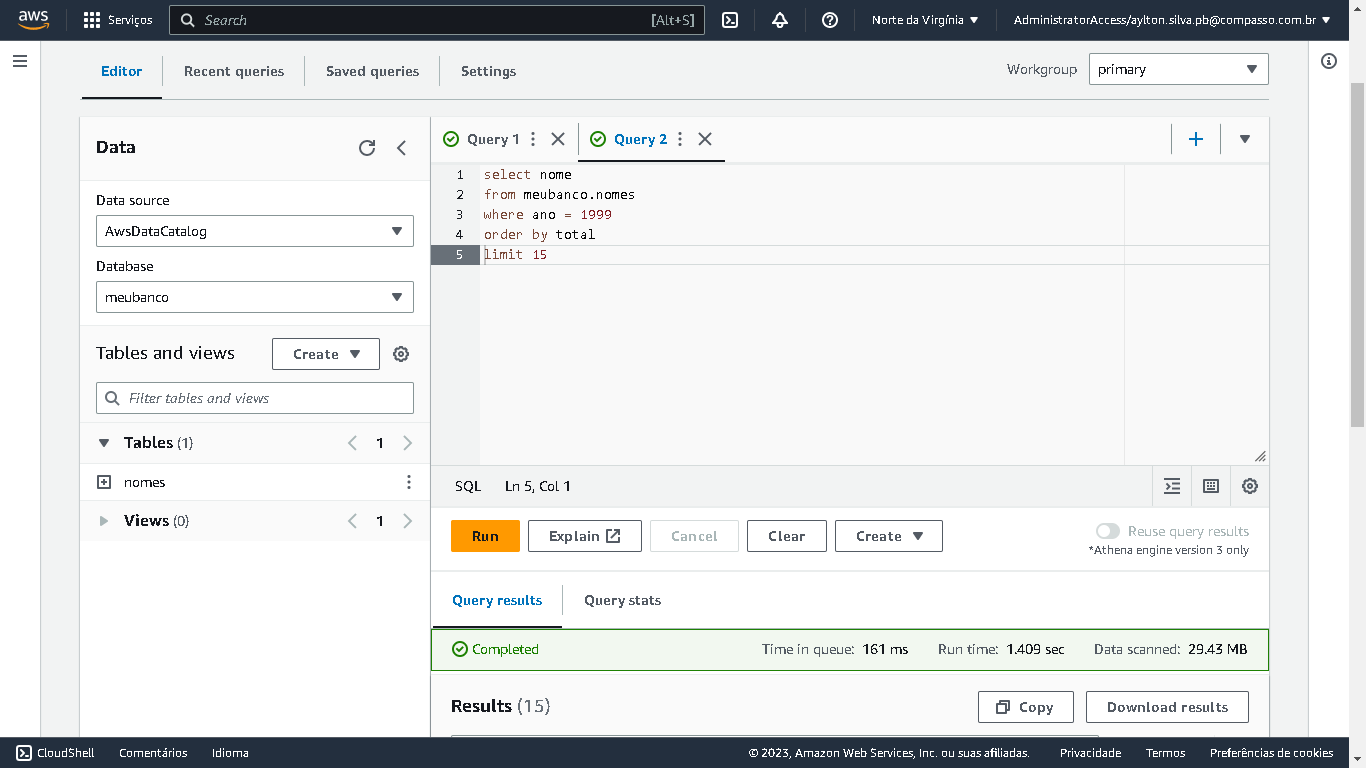 aws Serviços Search [Alt+S] Norte da Virgínia AdministratorAccess/aylton.silva.pb@compasso.com.br
Editor Recent queries Saved queries Settings Workgroup primary
Data
Data source
AwsDataCatalog
Database
meubanco
Tables and views Create
Filter tables and views
Tables (1) 1
nomes
Views (0) 1
Query 1 Query 2
1 select nome
2 from meubanco.nomes
3 where ano = 1999
4 order by total
5 limit 15
SQL Ln 5, Col 1
Run Explain Cancel Clear Create Reuse query results
*Athena engine version 3 only
Query results Query stats
Completed Time in queue: 161 ms Run time: 1.409 sec Data scanned: 29.43 MB
Results (15) Copy Download results
CloudShell Comentários Idioma © 2023, Amazon Web Services, Inc. ou suas afiliadas. Privacidade Termos Preferências de cookies